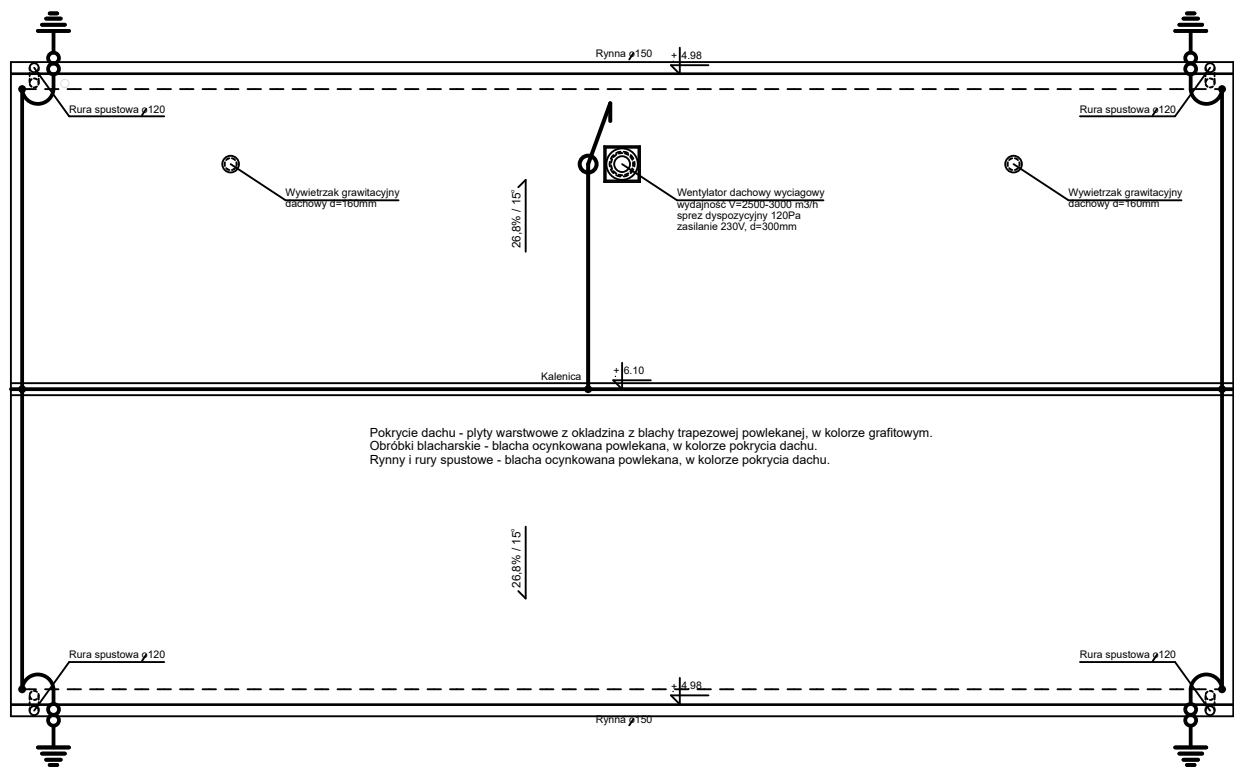 Rynna ø150
+4.98
Rura spustowa ø120
Rura spustowa ø120
Wywietrzak grawitacyjny
dachowy d=160mm
Wentylator dachowy wyciagowy
wydajność V=2500-3000 m3/h
sprez dyspozycyjny 120Pa
zasilanie 230V, d=300mm
Wywietrzak grawitacyjny
dachowy d=160mm
26,8% / 15°
Kalenica
+6.10
Pokrycie dachu - plyty warstwowe z okladzina z blachy trapezowej powlekanej, w kolorze grafitowym.
Obróbki blacharskie - blacha ocynkowana powlekana, w kolorze pokrycia dachu.
Rynny i rury spustowe - blacha ocynkowana powlekana, w kolorze pokrycia dachu.
26,8% / 15°
Rura spustowa ø120
Rura spustowa ø120
+4.98
Rynna ø150